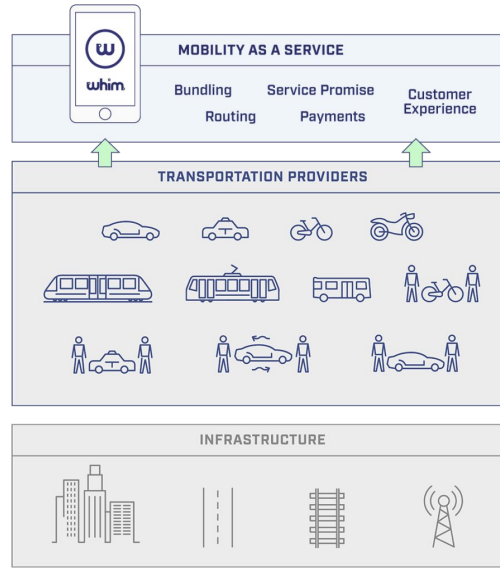 MOBILITY AS A SERVICE
whim
Bundling
Service Promise
Customer
Experience
Routing
Payments
TRANSPORTATION PROVIDERS
INFRASTRUCTURE